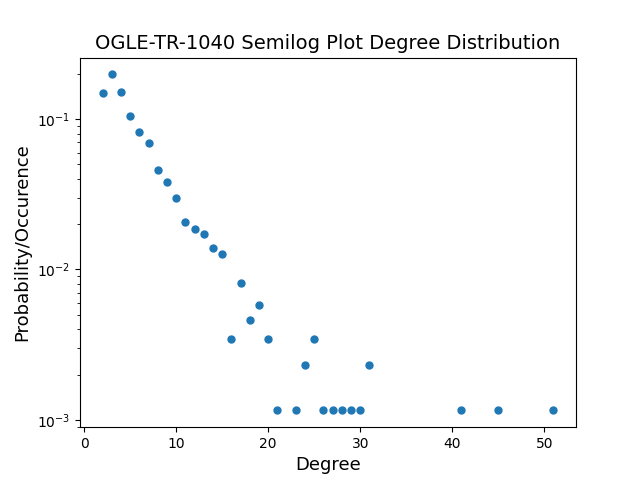 OGLE-TR-1040 Semilog Plot Degree Distribution
Probability/Occurence
10⁻¹
10⁻²
10⁻³
0 10 20 30 40 50
Degree